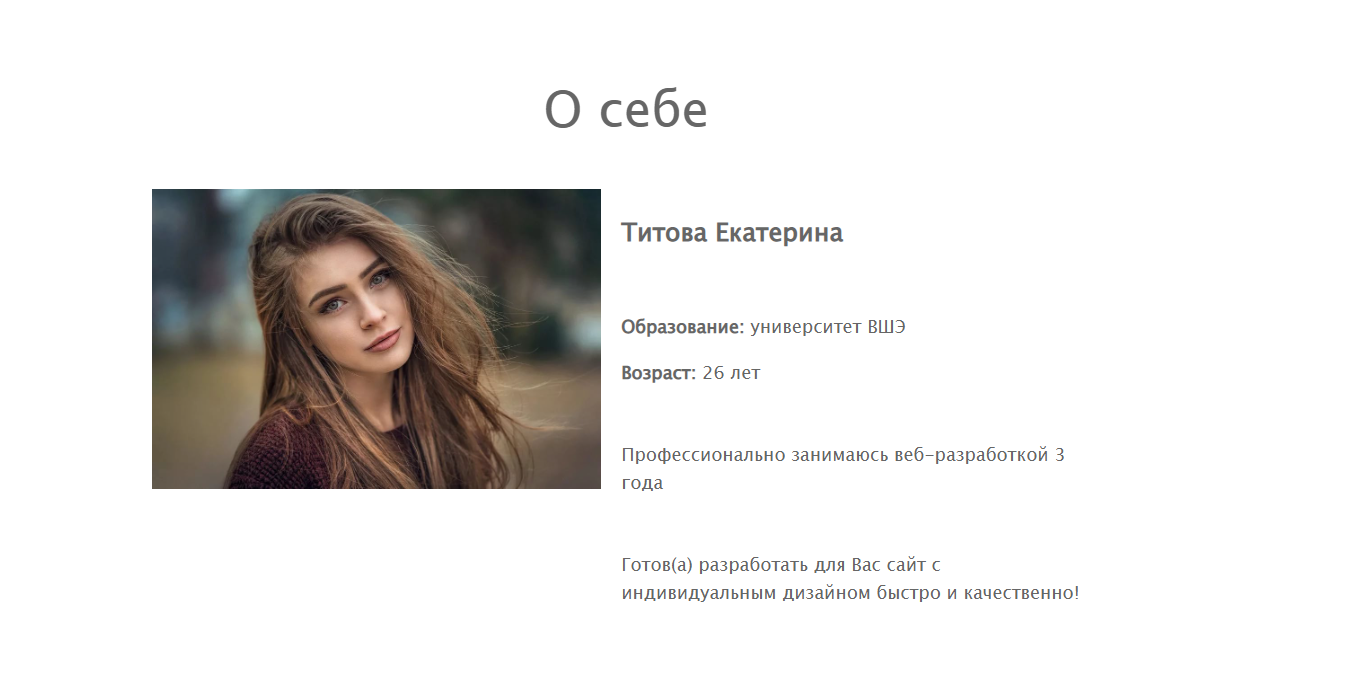 О себе
Титова Екатерина
Образование: университет ВШЭ
Возраст: 26 лет
Профессионально занимаюсь веб-разработкой 3
года
Готов(а) разработать для Вас сайт с
индивидуальным дизайном быстро и качественно!